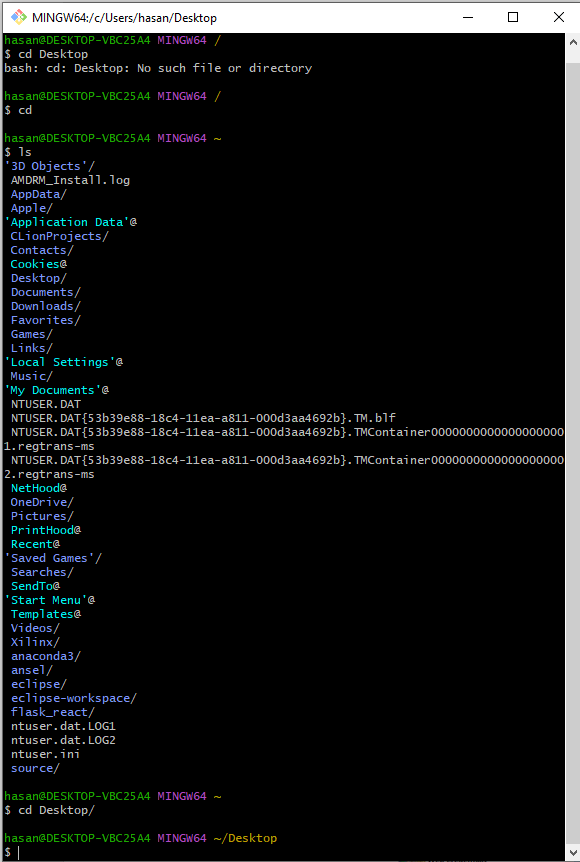 MINGW64:/c/Users/hasan/Desktop
hasan@DESKTOP-VBC25A4 MINGW64 /
$ cd Desktop
bash: cd: Desktop: No such file or directory
hasan@DESKTOP-VBC25A4 MINGW64 /
$ cd
hasan@DESKTOP-VBC25A4 MINGW64 ~
$ ls
'3D Objects'/
AMDRM_Install.log
AppData/
Apple/
'Application Data'@
CLionProjects/
Contacts/
Cookies@
Desktop/
Documents/
Downloads/
Favorites/
Games/
Links/
'Local Settings'@
Music/
'My Documents'@
NTUSER.DAT
NTUSER.DAT{53b39e88-18c4-11ea-a811-000d3aa4692b}.TM.blf
NTUSER.DAT{53b39e88-18c4-11ea-a811-000d3aa4692b}.TMContainer0000000000000000000
1.regtrans-ms
NTUSER.DAT{53b39e88-18c4-11ea-a811-000d3aa4692b}.TMContainer0000000000000000000
2.regtrans-ms
NetHood@
OneDrive/
Pictures/
PrintHood@
Recent@
'Saved Games'/
Searches/
SendTo@
'Start Menu'@
Templates@
Videos/
Xilinx/
anaconda3/
ansel/
eclipse/
eclipse-workspace/
flask_react/
ntuser.dat.LOG1
ntuser.dat.LOG2
ntuser.ini
source/
hasan@DESKTOP-VBC25A4 MINGW64 ~
$ cd Desktop/
hasan@DESKTOP-VBC25A4 MINGW64 ~/Desktop
$